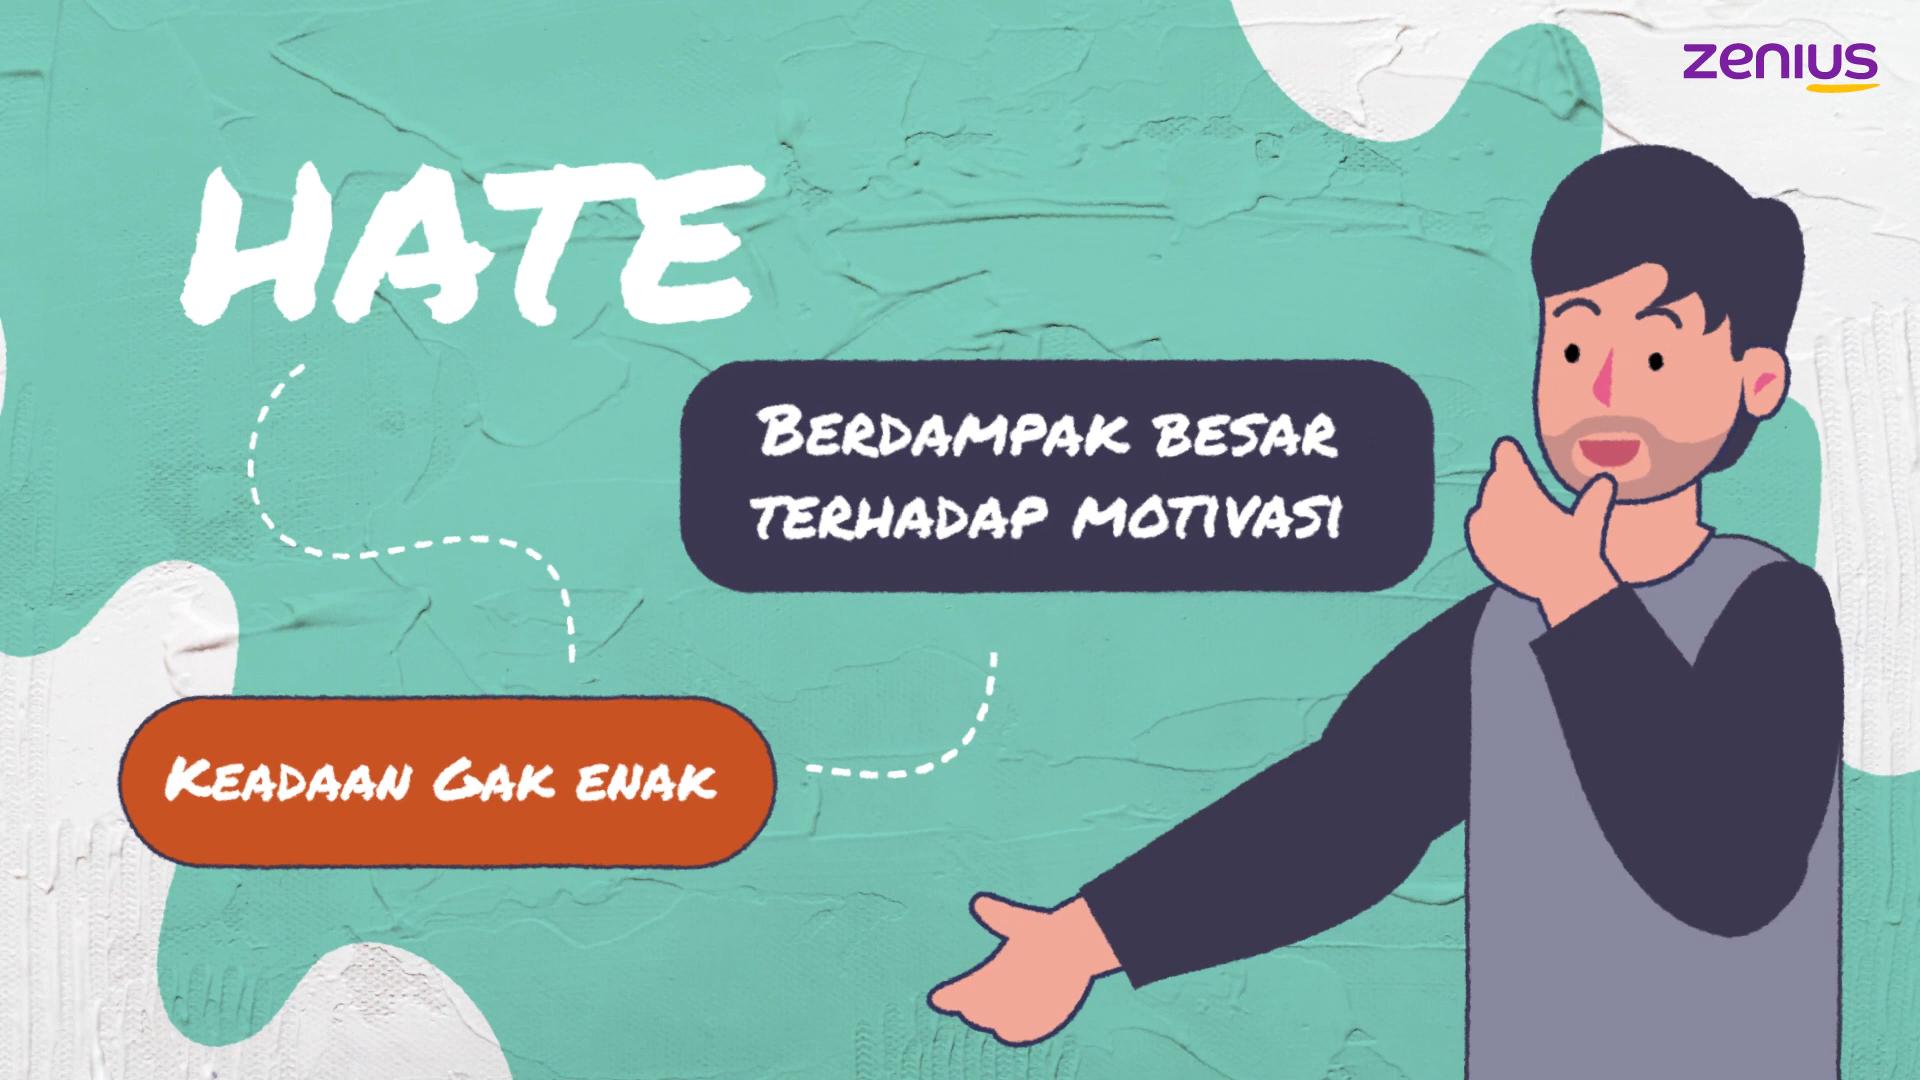 zenius
HATE
Berdampak besar
terhadap motivasi
Keadaan Gak enak